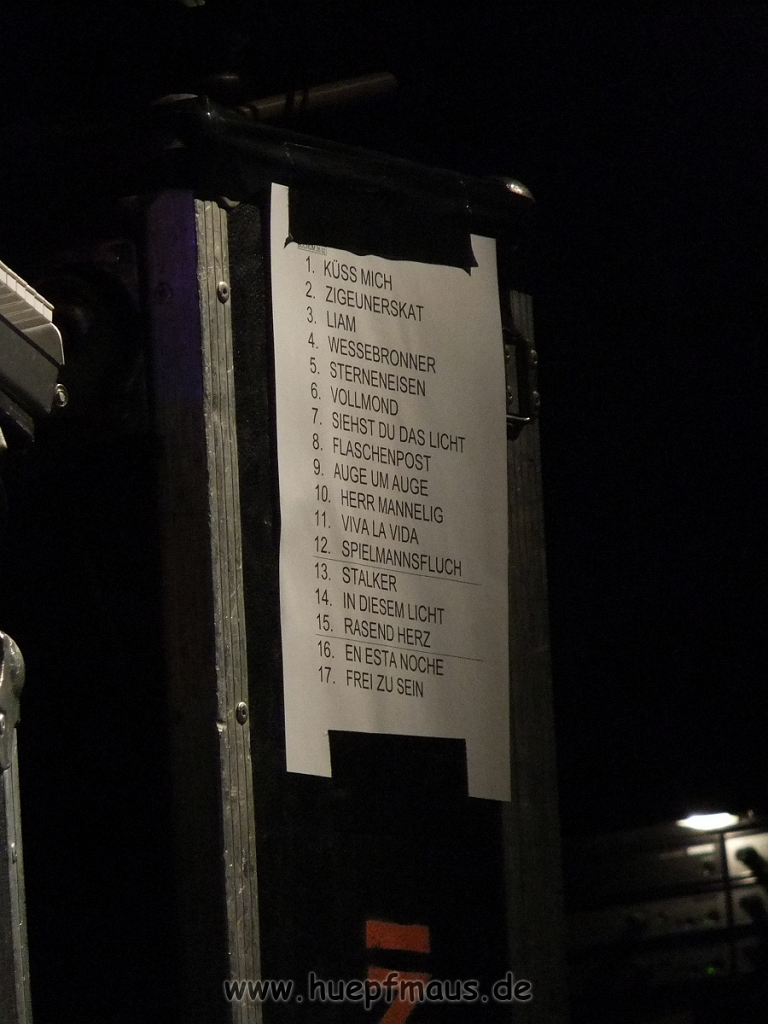 1. KÜSS MICH
2. ZIGEUNERSKAT
3. LIAM
4. WESSEBRONNER
5. STERNENEISEN
6. VOLLMOND
7. SIEHST DU DAS LICHT
8. FLASCHENPOST
9. AUGE UM AUGE
10. HERR MANNELIG
11. VIVA LA VIDA
12. SPIELMANNSFLUCH
13. STALKER
14. IN DIESEM LICHT
15. RASEND HERZ
16. EN ESTA NOCHE
17. FREI ZU SEIN
www.huepfmaus.de